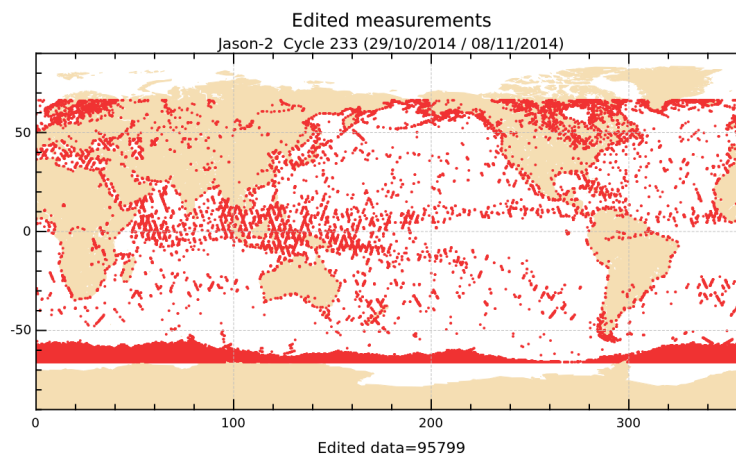 Edited measurements
Jason-2 Cycle 233 (29/10/2014 / 08/11/2014)
50
0
-50
0 100 200 300
Edited data=95799